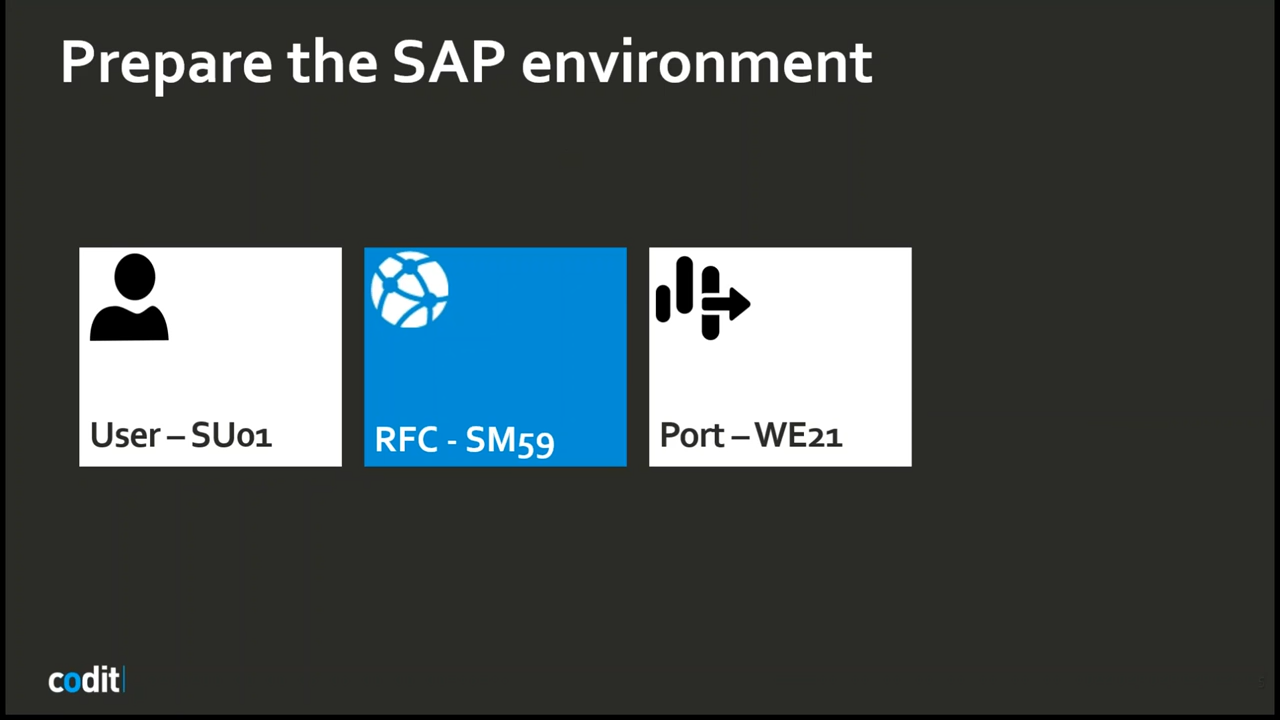 Prepare the SAP environment
User – SU01
RFC - SM59
Port – WE21
codit